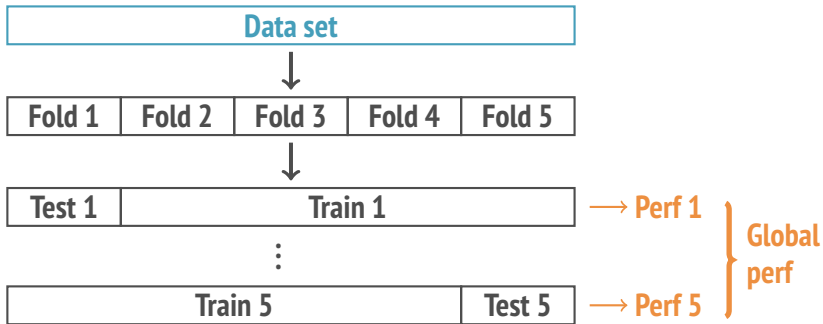 Data set
Fold 1 Fold 2 Fold 3 Fold 4 Fold 5
Test 1 Train 1 Perf 1
Global
perf
Train 5 Test 5 Perf 5